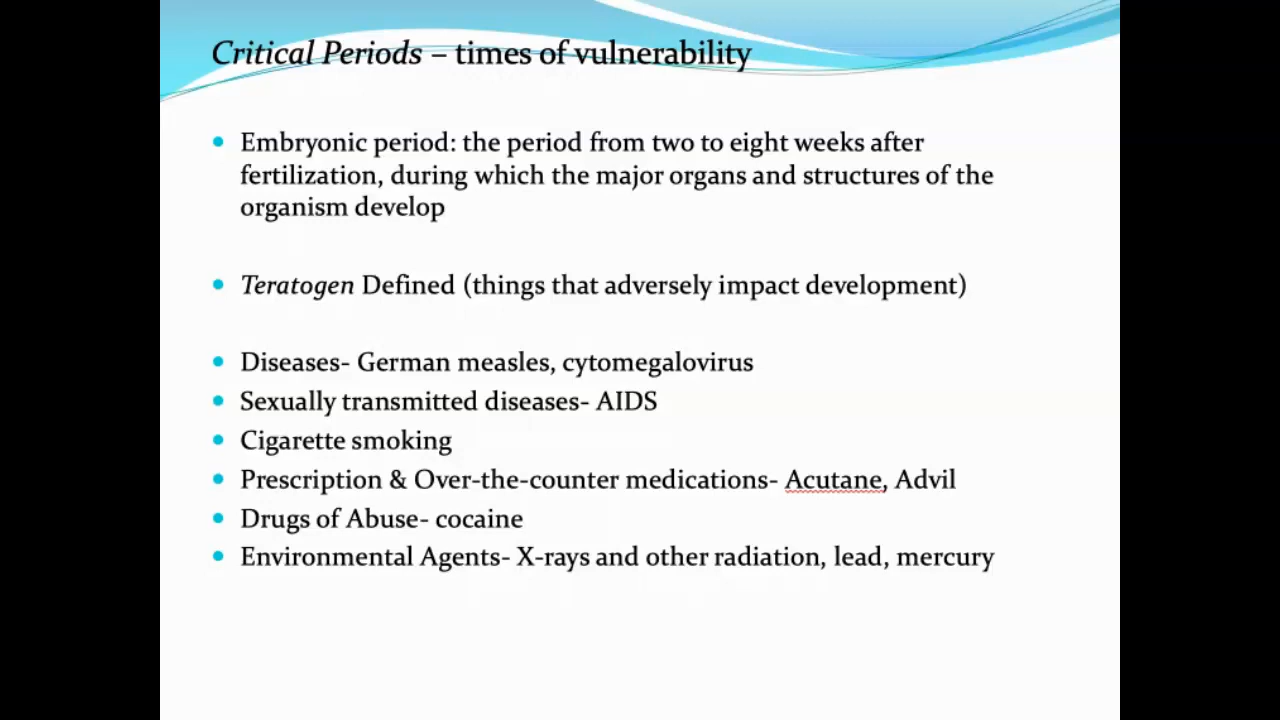 Critical Periods – times of vulnerability
• Embryonic period: the period from two to eight weeks after
fertilization, during which the major organs and structures of the
organism develop
• Teratogen Defined (things that adversely impact development)
• Diseases- German measles, cytomegalovirus
• Sexually transmitted diseases- AIDS
• Cigarette smoking
• Prescription & Over-the-counter medications- Acutane, Advil
• Drugs of Abuse- cocaine
• Environmental Agents- X-rays and other radiation, lead, mercury